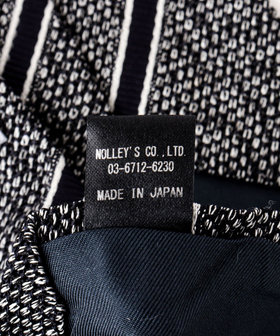 NOLLEY'S CO.,LTD.
03-6712-6230
MADE IN JAPAN